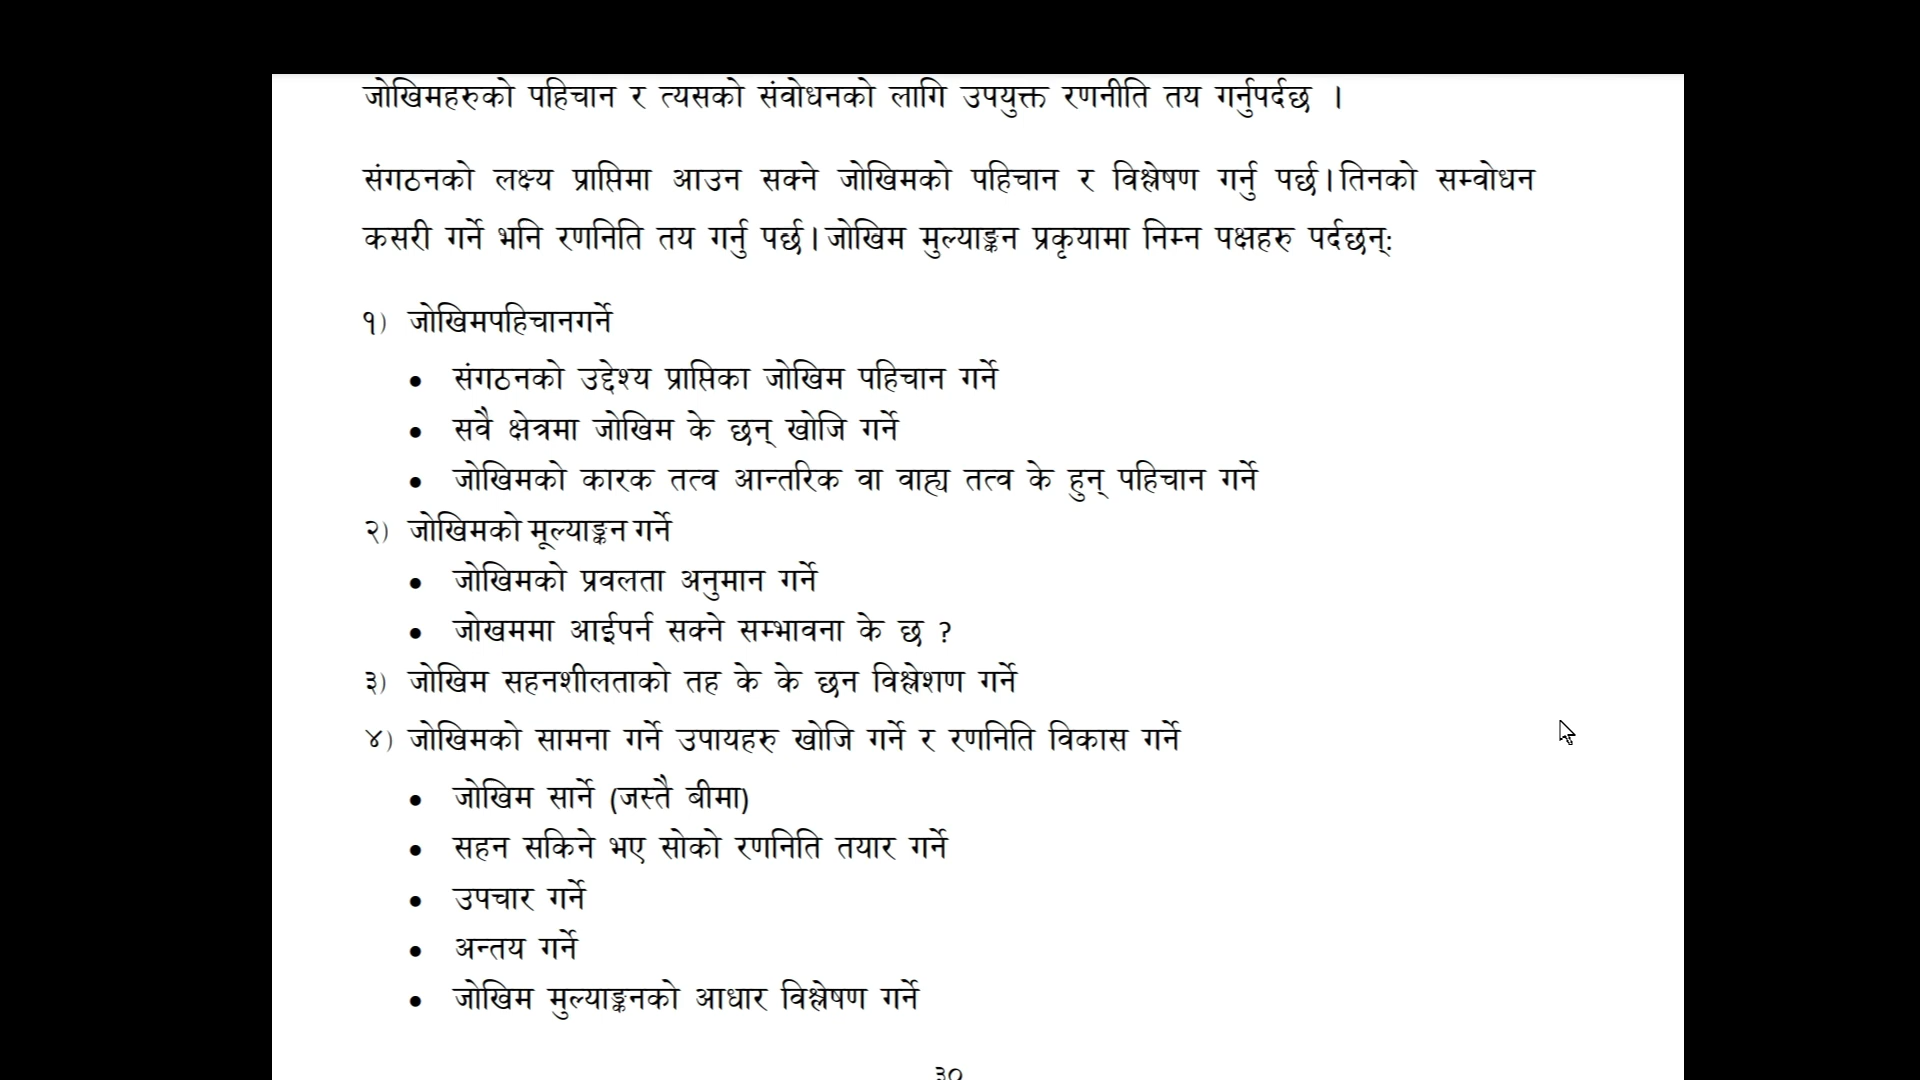 जोखिमहरुको पहिचान र त्यसको संवोधनको लागि उपयुक्त रणनीति तय गर्नुपर्दछ ।
संगठनको लक्ष्य प्राप्तिमा आउन सक्ने जोखिमको पहिचान र विश्लेषण गर्नु पर्छ।तिनको सम्वोधन
कसरी गर्ने भनि रणनिति तय गर्नु पर्छ।जोखिम मुल्याङ्कन प्रकृयामा निम्न पक्षहरु पर्दछन्:
१) जोखिमपहिचानगर्ने
• संगठनको उद्देश्य प्राप्तिका जोखिम पहिचान गर्ने
• सवै क्षेत्रमा जोखिम के छन् खोजि गर्ने
• जोखिमको कारक तत्व आन्तरिक वा वाह्य तत्व के हुन् पहिचान गर्ने
२) जोखिमको मूल्याङ्कन गर्ने
• जोखिमको प्रवलता अनुमान गर्ने
• जोखममा आईपर्न सक्ने सम्भावना के छ ?
३) जोखिम सहनशीलताको तह के के छन विश्लेशण गर्ने
४) जोखिमको सामना गर्ने उपायहरु खोजि गर्ने र रणनिति विकास गर्ने
• जोखिम सार्ने (जस्तै बीमा)
• सहन सकिने भए सोको रणनिति तयार गर्ने
• उपचार गर्ने
• अन्तय गर्ने
• जोखिम मुल्याङ्कनको आधार विश्लेषण गर्ने
३०